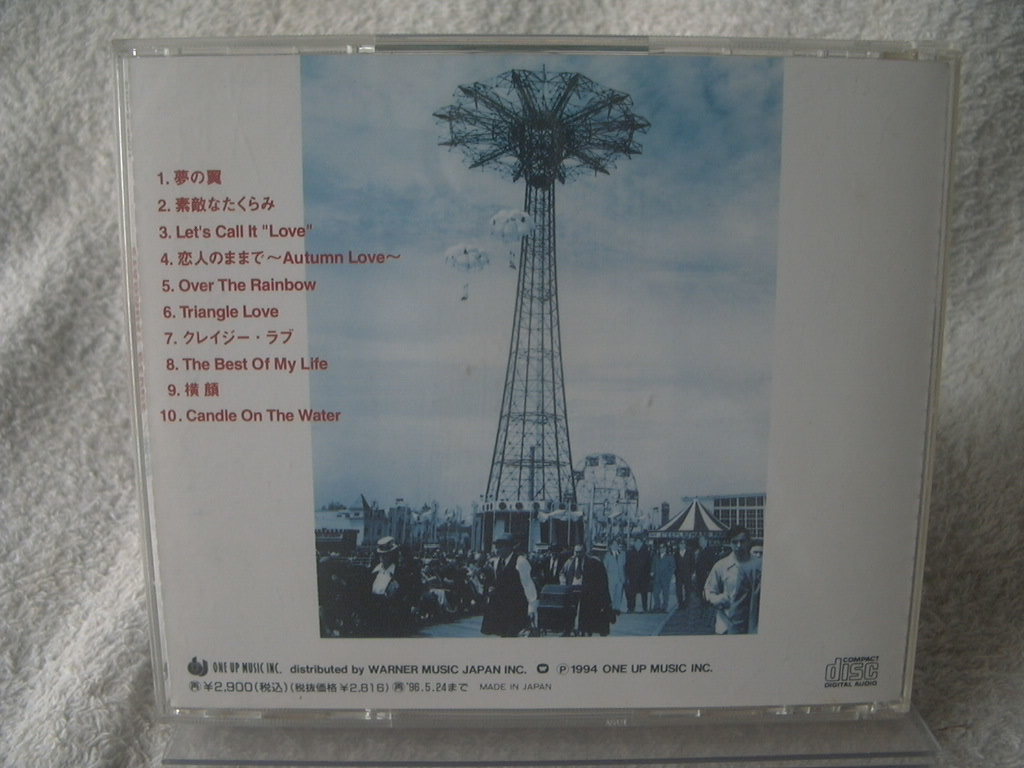 1. 夢の翼
2. 素敵なたくらみ
3. Let's Call It "Love"
4. 恋人のままで〜Autumn Love〜
5. Over The Rainbow
6. Triangle Love
7. クレイジー・ラブ
8. The Best Of My Life
9. 横顔
10. Candle On The Water
ONE UP MUSIC INC. distributed by WARNER MUSIC JAPAN INC. Ⓟ1994 ONE UP MUSIC INC.
㊞¥2,900(税込)(税抜価格¥2,816)㊞'96.5.24まで MADE IN JAPAN
COMPACT
disc
DIGITAL AUDIO